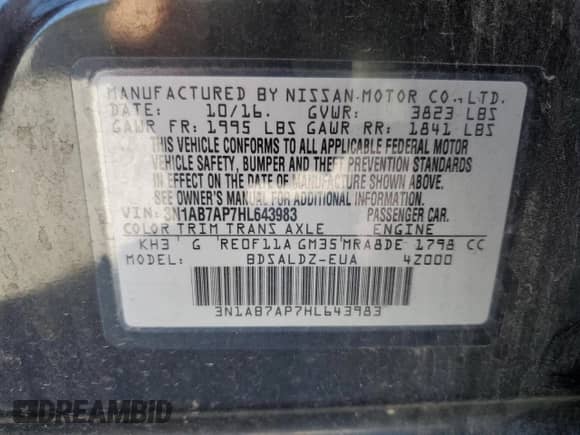 MANUFACTURED BY NISSAN MOTOR CO.,LTD.
DATE: 10/16. GVWR: 3823 LBS
GAWR FR: 1995 LBS GAWR RR: 1841 LBS
THIS VEHICLE CONFORMS TO ALL APPLICABLE FEDERAL MOTOR
VEHICLE SAFETY, BUMPER AND THEFT PREVENTION STANDARDS
IN EFFECT ON THE DATE OF MANUFACTURE SHOWN ABOVE.
SEE OWNER'S MANUAL FOR ADDITIONAL INFORMATION.
VIN: 3N1AB7AP7HL643983 PASSENGER CAR.
COLOR TRIM TRANS AXLE ENGINE
KH3 G RE0F11A GM35 MRA8DE 1798 CC
MODEL: BDSALDZ-EUA 4Z000
3N1AB7AP7HL643983
DREAMBID